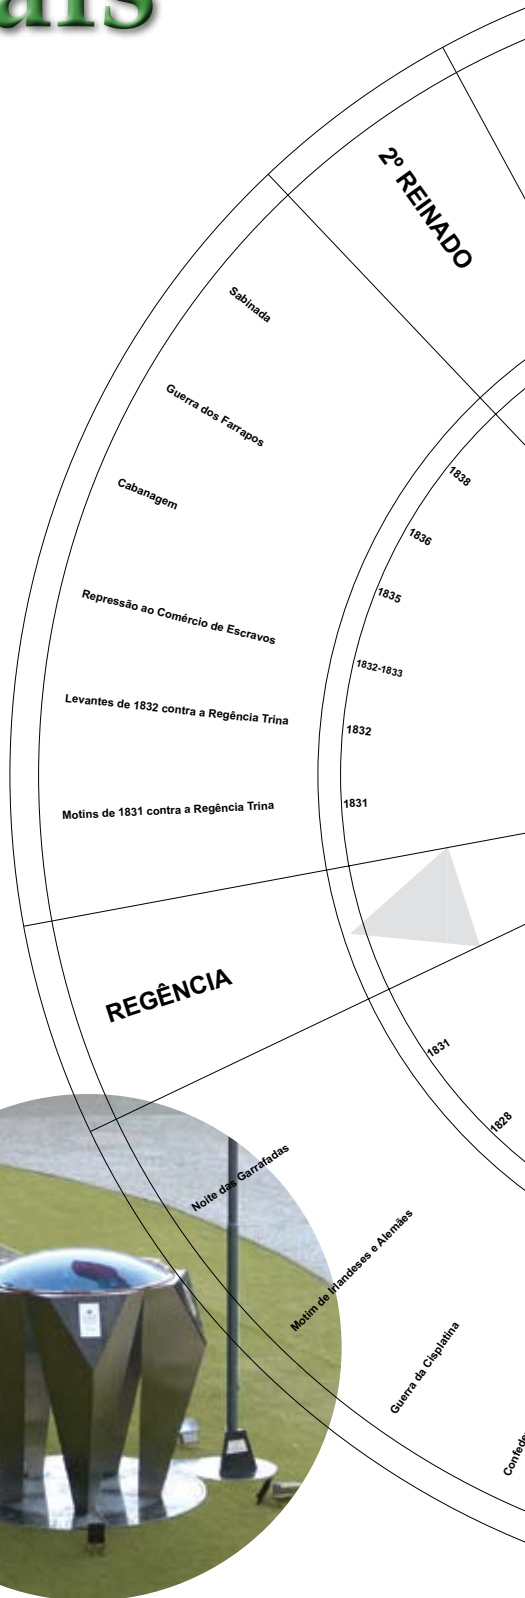 ais
2º REINADO
Sabinada
1838
Guerra dos Farrapos
1836
Cabanagem
1835
Repressão ao Comércio de Escravos
1832-1833
Levantes de 1832 contra a Regência Trina
1832
Motins de 1831 contra a Regência Trina
1831
REGÊNCIA
Noite das Garrafadas
1831
Motim de Irlandeses e Alemães
1828
Guerra da Cisplatina
Confede